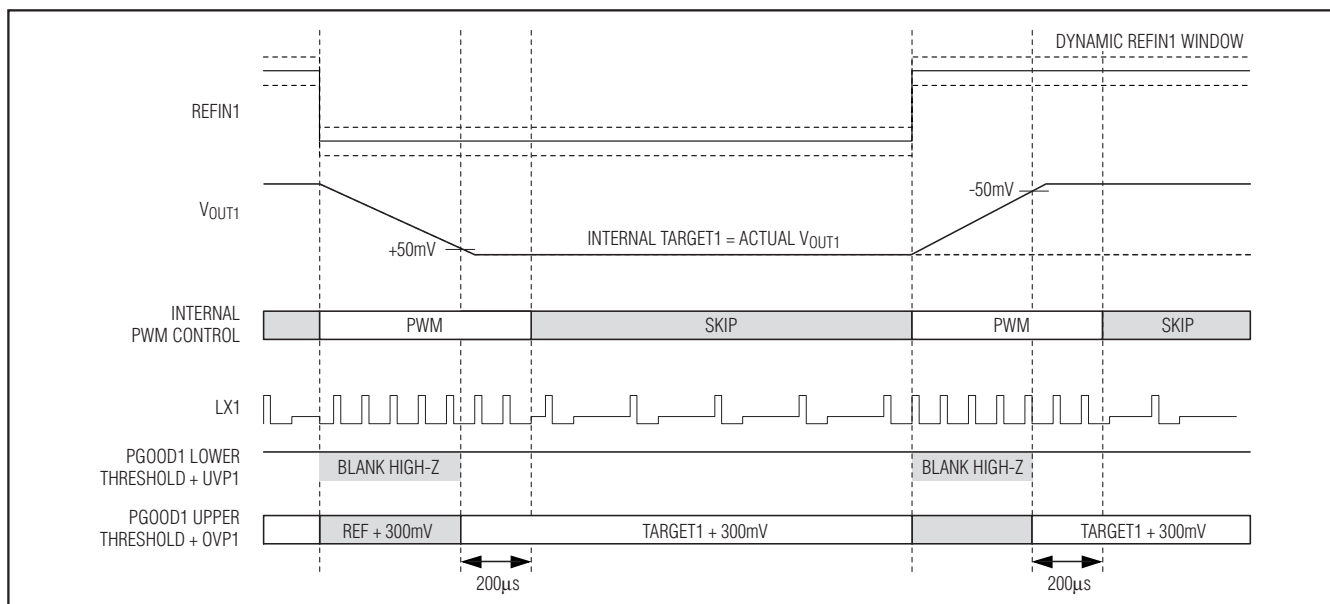 DYNAMIC REFIN1 WINDOW
REFIN1
-50mV
VOUT1
INTERNAL TARGET1 = ACTUAL VOUT1
+50mV
INTERNAL
PWM CONTROL
PWM
SKIP
PWM
SKIP
LX1
PGOOD1 LOWER
THRESHOLD + UVP1
BLANK HIGH-Z
BLANK HIGH-Z
PGOOD1 UPPER
THRESHOLD + OVP1
REF + 300mV
TARGET1 + 300mV
TARGET1 + 300mV
200μs
200μs